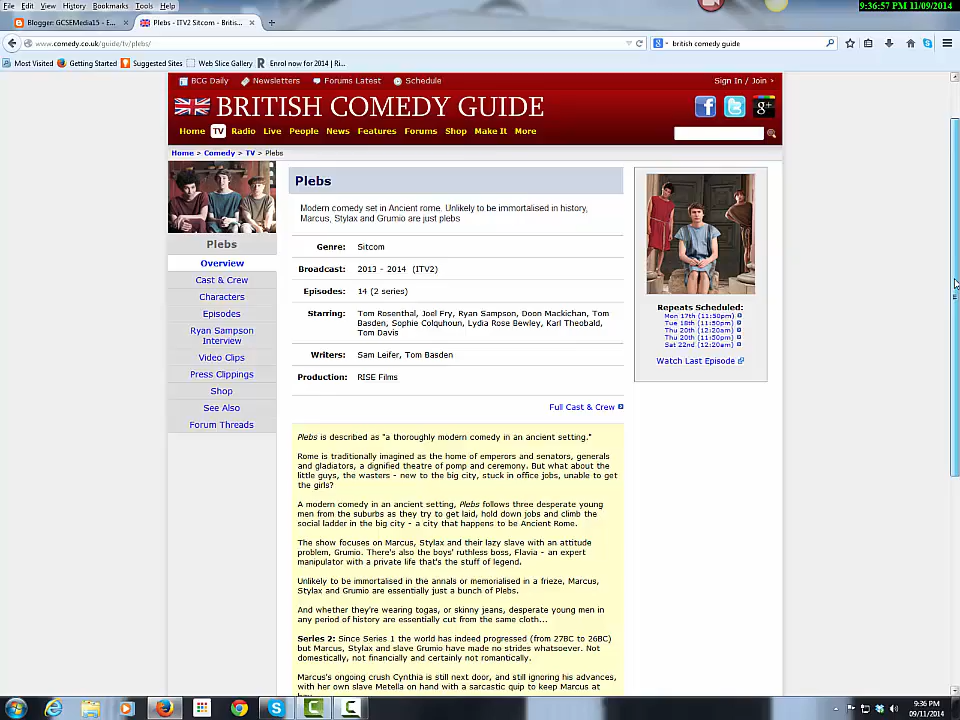 File Edit View History Bookmarks Tools Help
9:36:57 PM 11/09/2014
Blogger: GCSEMedia15 - E... × Plebs - ITV2 Sitcom - Britis... × +
www.comedy.co.uk/guide/tv/plebs/
british comedy guide
Most Visited Getting Started Suggested Sites Web Slice Gallery Enrol now for 2014 |...
BCG Daily Newsletters Forums Latest Schedule Sign In / Join >
BRITISH COMEDY GUIDE
Home TV Radio Live People News Features Forums Shop Make It More
Home > Comedy > TV > Plebs
Plebs
Overview
Cast & Crew
Characters
Episodes
Ryan Sampson
Interview
Video Clips
Press Clippings
Shop
See Also
Forum Threads
Plebs
Modern comedy set in Ancient rome. Unlikely to be immortalised in history,
Marcus, Stylax and Grumio are just plebs
Genre: Sitcom
Broadcast: 2013 - 2014 (ITV2)
Episodes: 14 (2 series)
Starring: Tom Rosenthal, Joel Fry, Ryan Sampson, Doon Mackichan, Tom
Basden, Sophie Colquhoun, Lydia Rose Bewley, Karl Theobald,
Tom Davis
Writers: Sam Leifer, Tom Basden
Production: RISE Films
Full Cast & Crew
Plebs is described as "a thoroughly modern comedy in an ancient setting."
Rome is traditionally imagined as the home of emperors and senators, generals
and gladiators, a dignified theatre of pomp and ceremony. But what about the
little guys, the wasters - new to the big city, stuck in office jobs, unable to get
the girls?
A modern comedy in an ancient setting, Plebs follows three desperate young
men from the suburbs as they try to get laid, hold down jobs and climb the
social ladder in the big city - a city that happens to be Ancient Rome.
The show focuses on Marcus, Stylax and their lazy slave with an attitude
problem, Grumio. There's also the boys' ruthless boss, Flavia - an expert
manipulator with a private life that's the stuff of legend.
Unlikely to be immortalised in the annals or memorialised in a frieze, Marcus,
Stylax and Grumio are essentially just a bunch of Plebs.
And whether they're wearing togas, or skinny jeans, desperate young men in
any period of history are essentially cut from the same cloth...
Series 2: Since Series 1 the world has indeed progressed (from 27BC to 26BC)
but Marcus, Stylax and slave Grumio have made no strides whatsoever. Not
domestically, not financially and certainly not romantically.
Marcus's ongoing crush Cynthia is still next door, and still ignoring his advances,
with her own slave Metella on hand with a sarcastic quip to keep Marcus at
Repeats Scheduled:
Mon 17th (11:50pm)
Tue 18th (11:50pm)
Thu 20th (12:20am)
Thu 20th (11:50pm)
Sat 22nd (12:20am)
Watch Last Episode
9:36 PM
09/11/2014